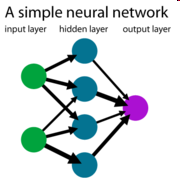 A simple neural network
input layer hidden layer output layer